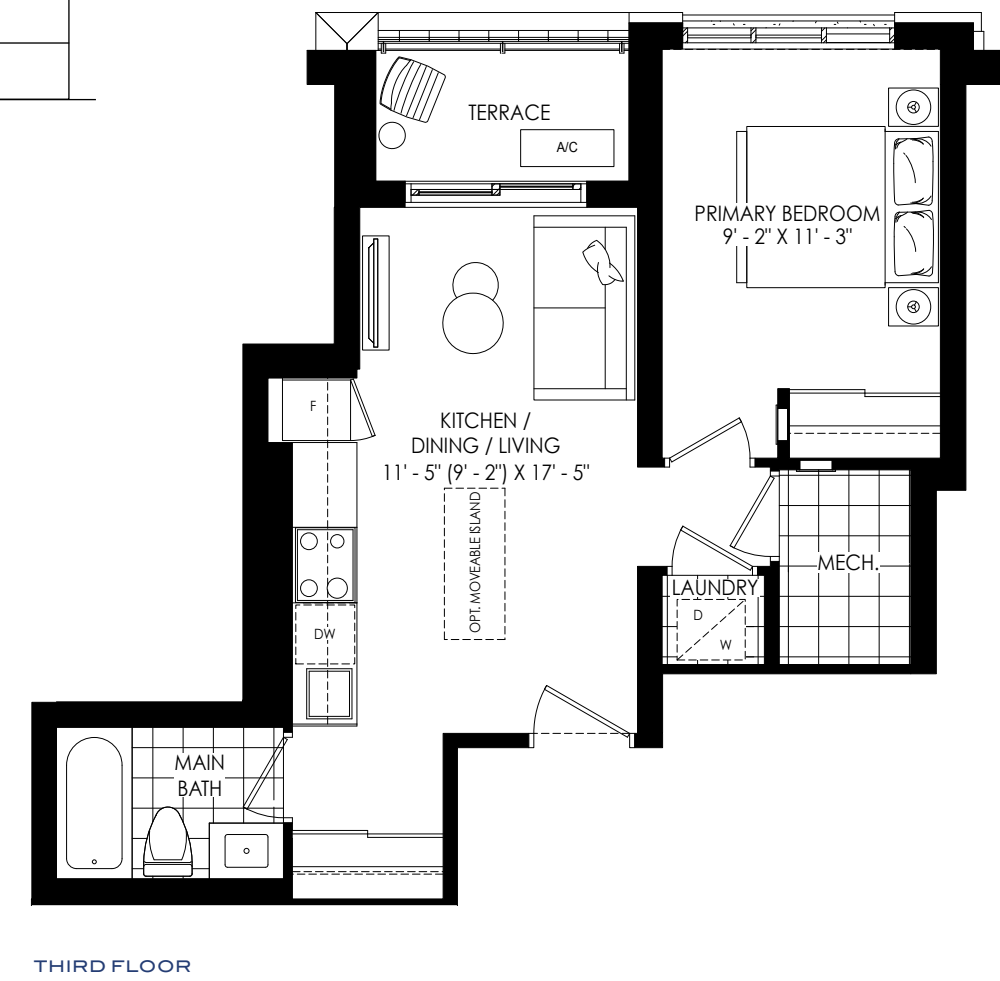 TERRACE
A/C
PRIMARY BEDROOM
9' - 2" X 11' - 3"
F
KITCHEN /
DINING / LIVING
11' - 5" (9' - 2") X 17' - 5"
OPT. MOVEABLE ISLAND
MECH.
LAUNDRY
D
W
DW
MAIN
BATH
THIRD FLOOR